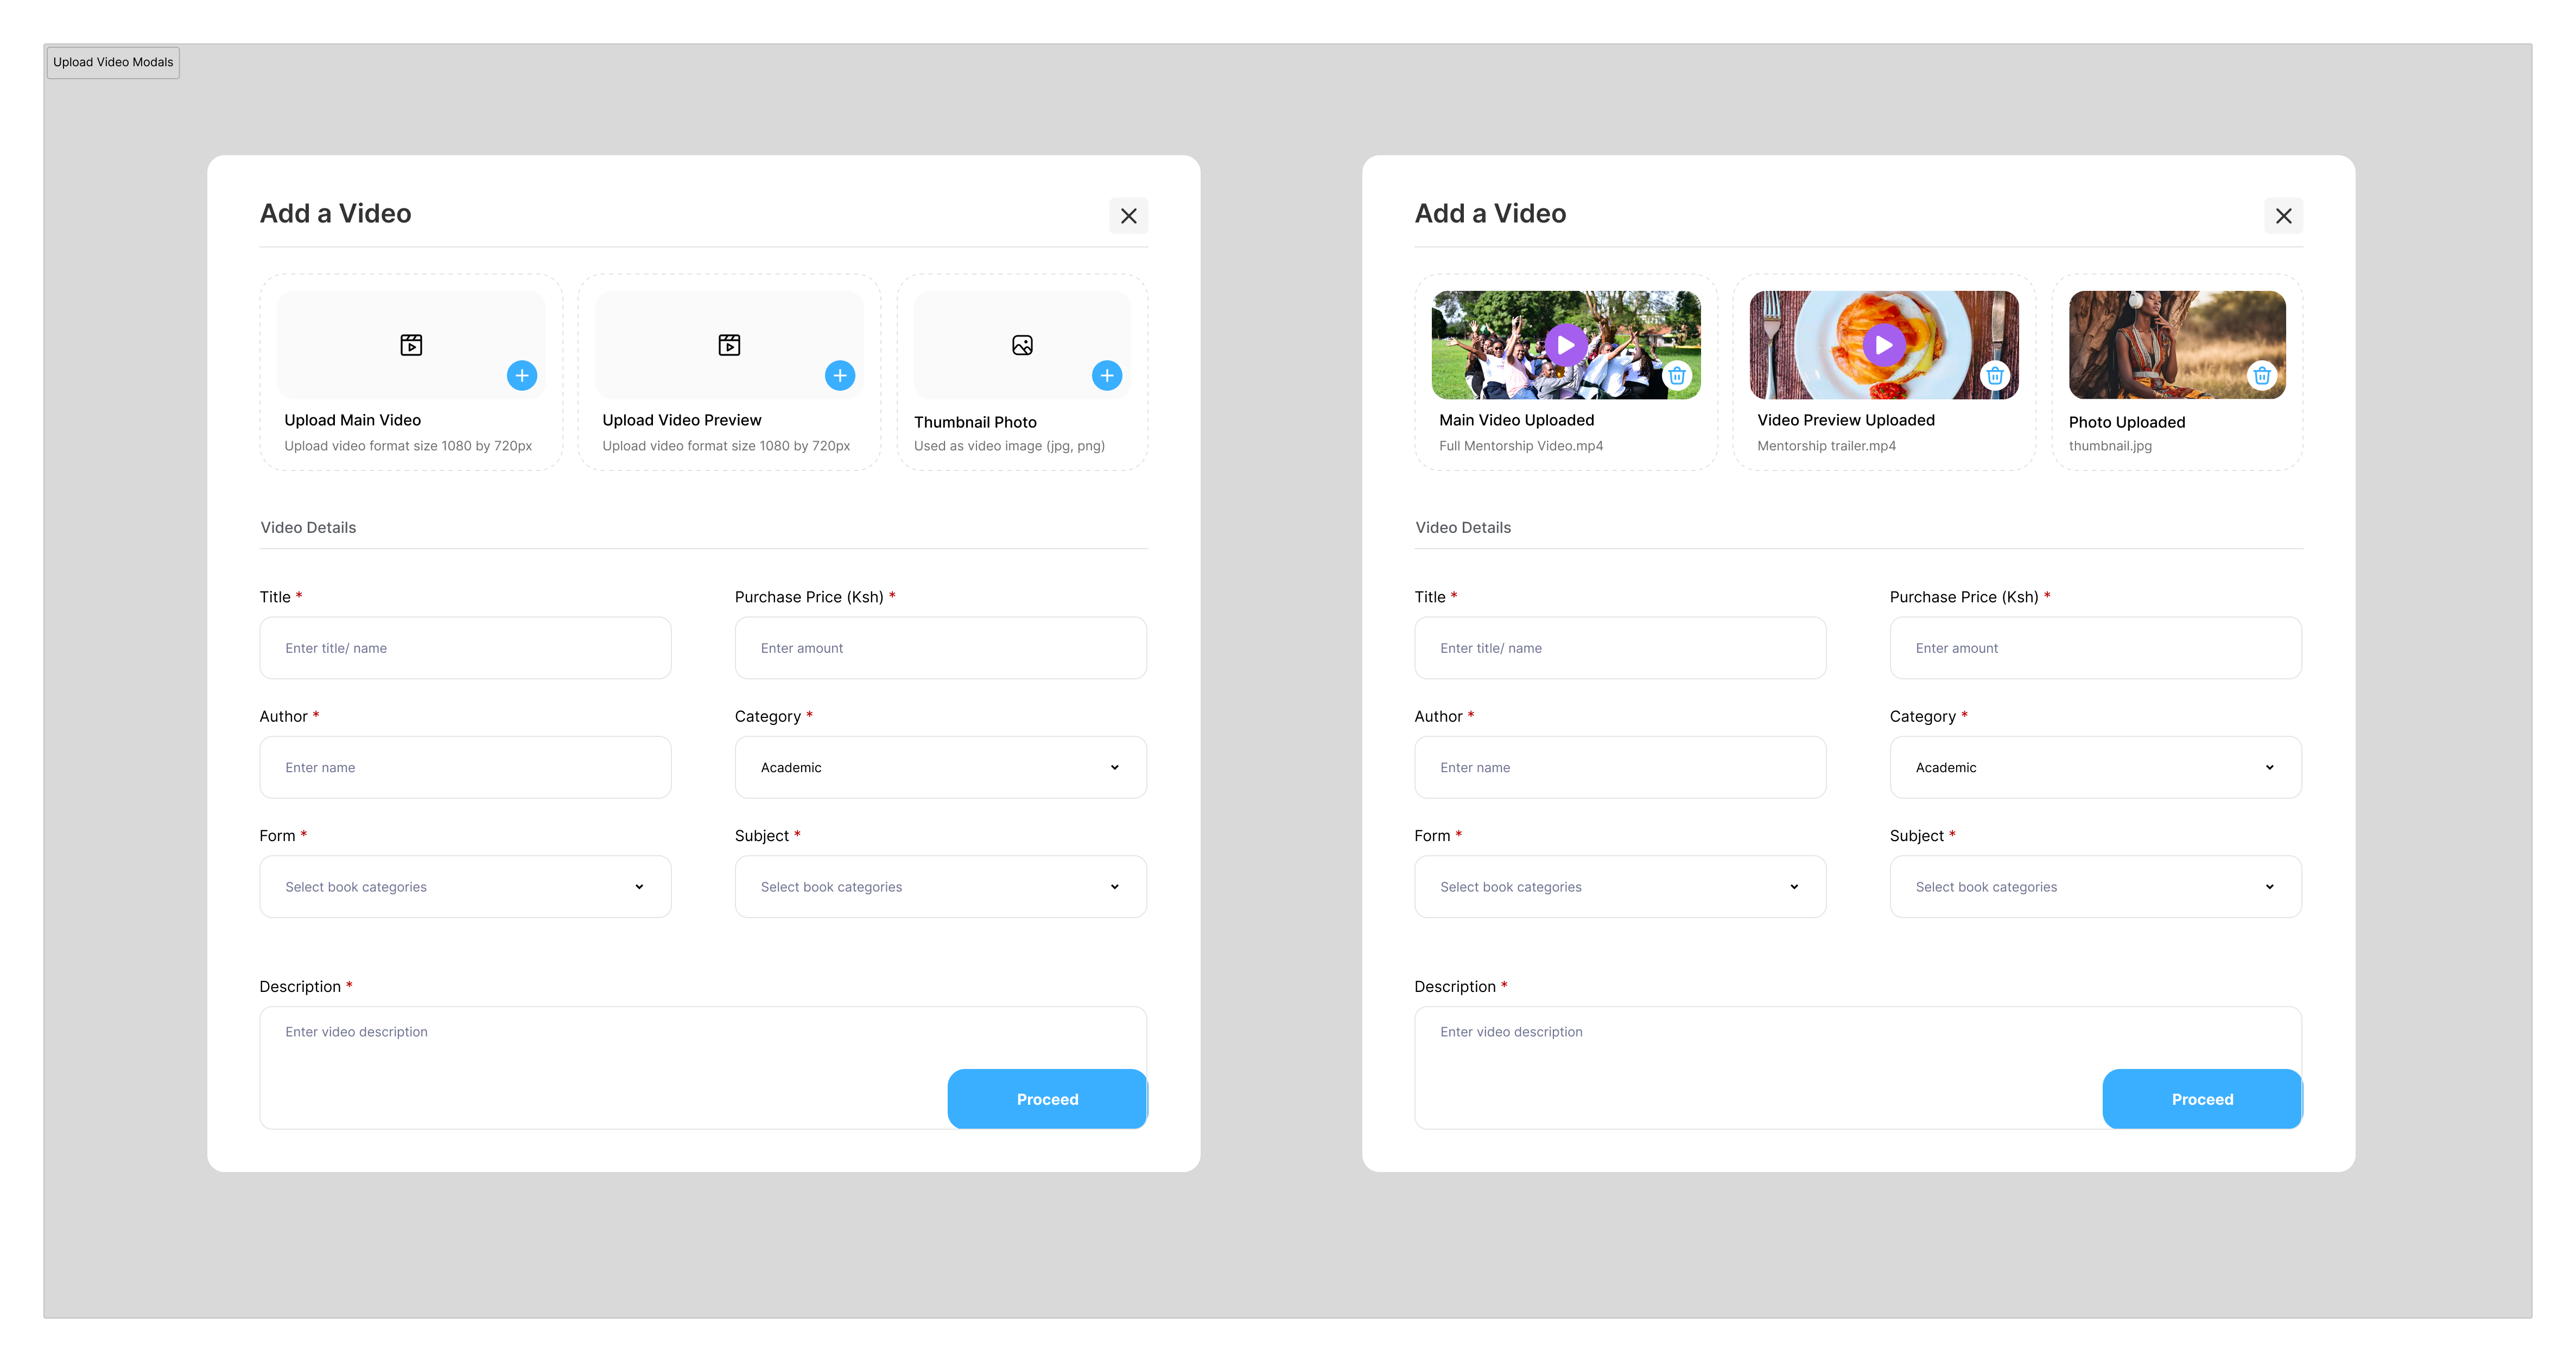 Upload Video Modals
Add a Video
Upload Main Video
Upload video format size 1080 by 720px
Upload Video Preview
Upload video format size 1080 by 720px
Thumbnail Photo
Used as video image (jpg, png)
Video Details
Title *
Enter title/ name
Purchase Price (Ksh) *
Enter amount
Author *
Enter name
Category *
Academic
Form *
Select book categories
Subject *
Select book categories
Description *
Enter video description
Proceed
Add a Video
Main Video Uploaded
Full Mentorship Video.mp4
Video Preview Uploaded
Mentorship trailer.mp4
Photo Uploaded
thumbnail.jpg
Video Details
Title *
Enter title/ name
Purchase Price (Ksh) *
Enter amount
Author *
Enter name
Category *
Academic
Form *
Select book categories
Subject *
Select book categories
Description *
Enter video description
Proceed